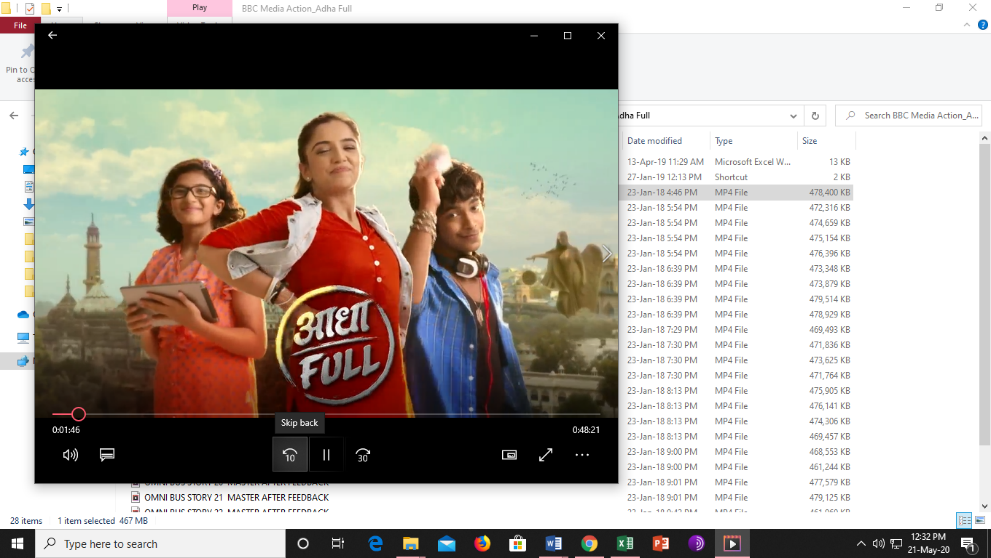 Play
BBC Media Action_Adha Full
File
Pin to
acces
dha Full
Search BBC Media Action_A...
Date modified Type Size
13-Apr-19 11:29 AM Microsoft Excel W... 13 KB
27-Jan-19 12:13 PM Shortcut 2 KB
23-Jan-18 4:46 PM MP4 File 478,400 KB
23-Jan-18 5:54 PM MP4 File 472,316 KB
23-Jan-18 5:54 PM MP4 File 474,659 KB
23-Jan-18 5:54 PM MP4 File 475,154 KB
23-Jan-18 5:54 PM MP4 File 476,396 KB
23-Jan-18 6:39 PM MP4 File 473,348 KB
23-Jan-18 6:39 PM MP4 File 473,879 KB
23-Jan-18 6:39 PM MP4 File 479,514 KB
23-Jan-18 6:39 PM MP4 File 478,929 KB
23-Jan-18 7:29 PM MP4 File 469,493 KB
23-Jan-18 7:30 PM MP4 File 471,836 KB
23-Jan-18 7:30 PM MP4 File 473,625 KB
23-Jan-18 7:30 PM MP4 File 471,764 KB
23-Jan-18 8:13 PM MP4 File 475,905 KB
23-Jan-18 8:13 PM MP4 File 476,141 KB
23-Jan-18 8:13 PM MP4 File 474,306 KB
23-Jan-18 8:13 PM MP4 File 469,457 KB
23-Jan-18 9:00 PM MP4 File 468,553 KB
23-Jan-18 9:00 PM MP4 File 461,244 KB
23-Jan-18 9:01 PM MP4 File 477,579 KB
23-Jan-18 9:01 PM MP4 File 479,125 KB
आधा
FULL
Skip back
0:01:46 0:48:21
10 30
OMNI BUS STORY 20 MASTER AFTER FEEDBACK
OMNI BUS STORY 21 MASTER AFTER FEEDBACK
28 items 1 item selected 467 MB
Type here to search
12:32 PM
21-May-20
1